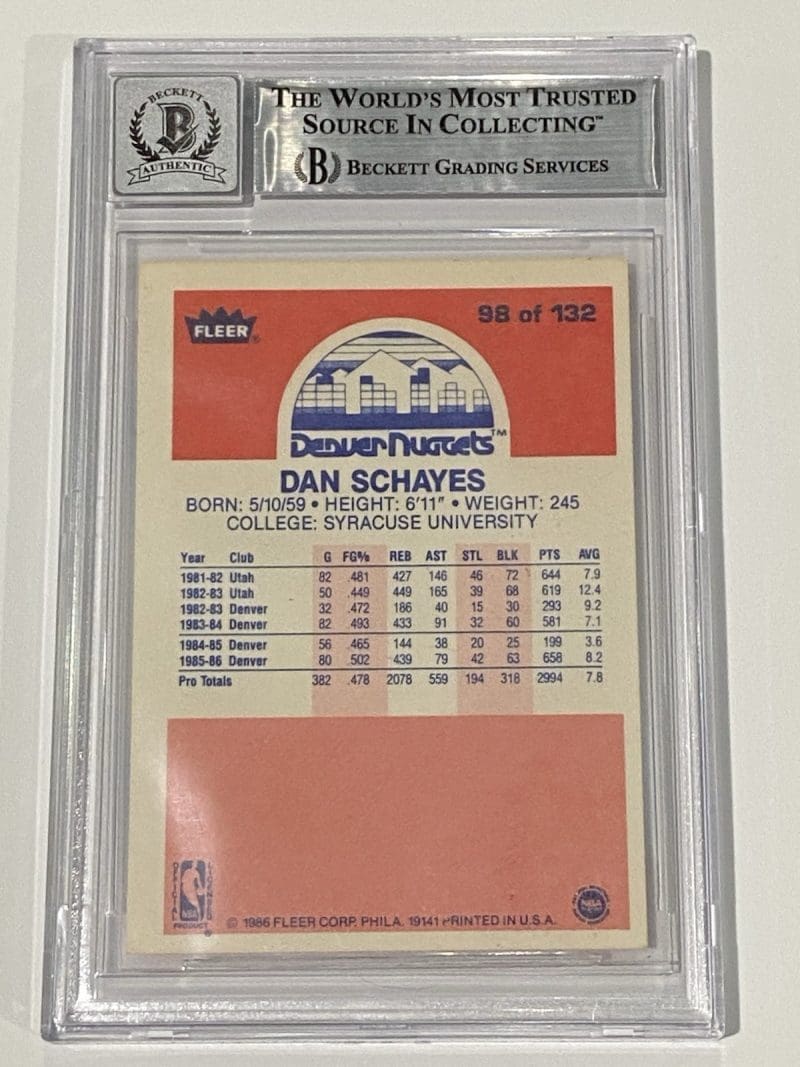 BECKETT
B
AUTHENTIC
THE WORLD'S MOST TRUSTED
SOURCE IN COLLECTING™
B BECKETT GRADING SERVICES
FLEER®
98 of 132
Denver Nuggets™
DAN SCHAYES
BORN: 5/10/59 • HEIGHT: 6'11" • WEIGHT: 245
COLLEGE: SYRACUSE UNIVERSITY
Year Club G FG% REB AST STL BLK PTS AVG
1981-82 Utah 82 .481 427 146 46 72 644 7.9
1982-83 Utah 50 .449 449 165 39 68 619 12.4
1982-83 Denver 32 .472 186 40 15 30 293 9.2
1983-84 Denver 82 .493 433 91 32 60 581 7.1
1984-85 Denver 56 .465 144 38 20 25 199 3.6
1985-86 Denver 80 .502 439 79 42 63 658 8.2
Pro Totals 382 .478 2078 559 194 318 2994 7.8
OFFICIAL LICENSED
NBA
PRODUCT
®
© 1986 FLEER CORP. PHILA. 19141 PRINTED IN U.S.A.
NBA